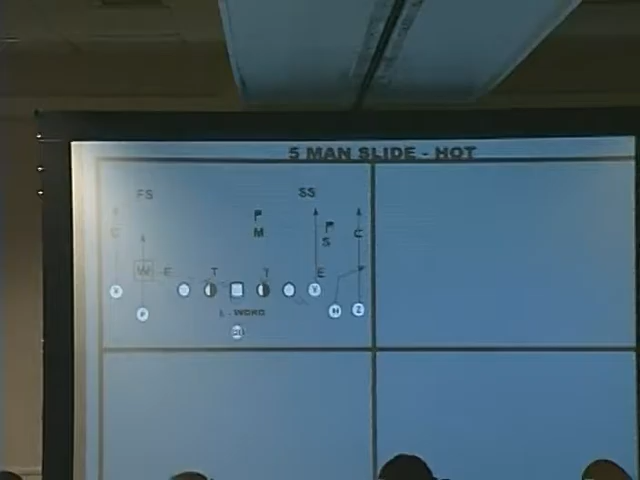 5 MAN SLIDE - HOT
FS SS
P
C M P C
S
W E T T E
X Y
F H Z
L - WORD